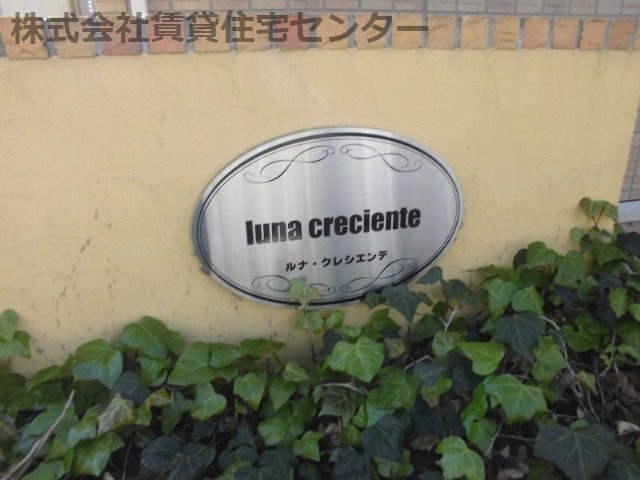 株式会社賃貸住宅センター
luna creciente
ルナ・クレシエンテ